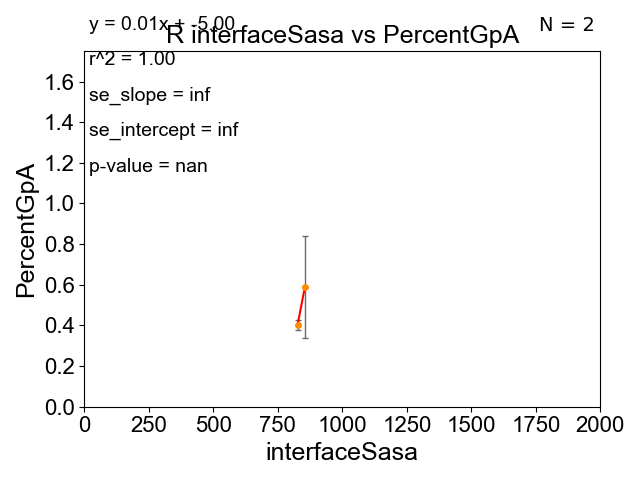 y = 0.01x + -5.00
R interfaceSasa vs PercentGpA
N = 2
r^2 = 1.00
se_slope = inf
se_intercept = inf
p-value = nan
PercentGpA
1.6
1.4
1.2
1.0
0.8
0.6
0.4
0.2
0.0
0 250 500 750 1000 1250 1500 1750 2000
interfaceSasa